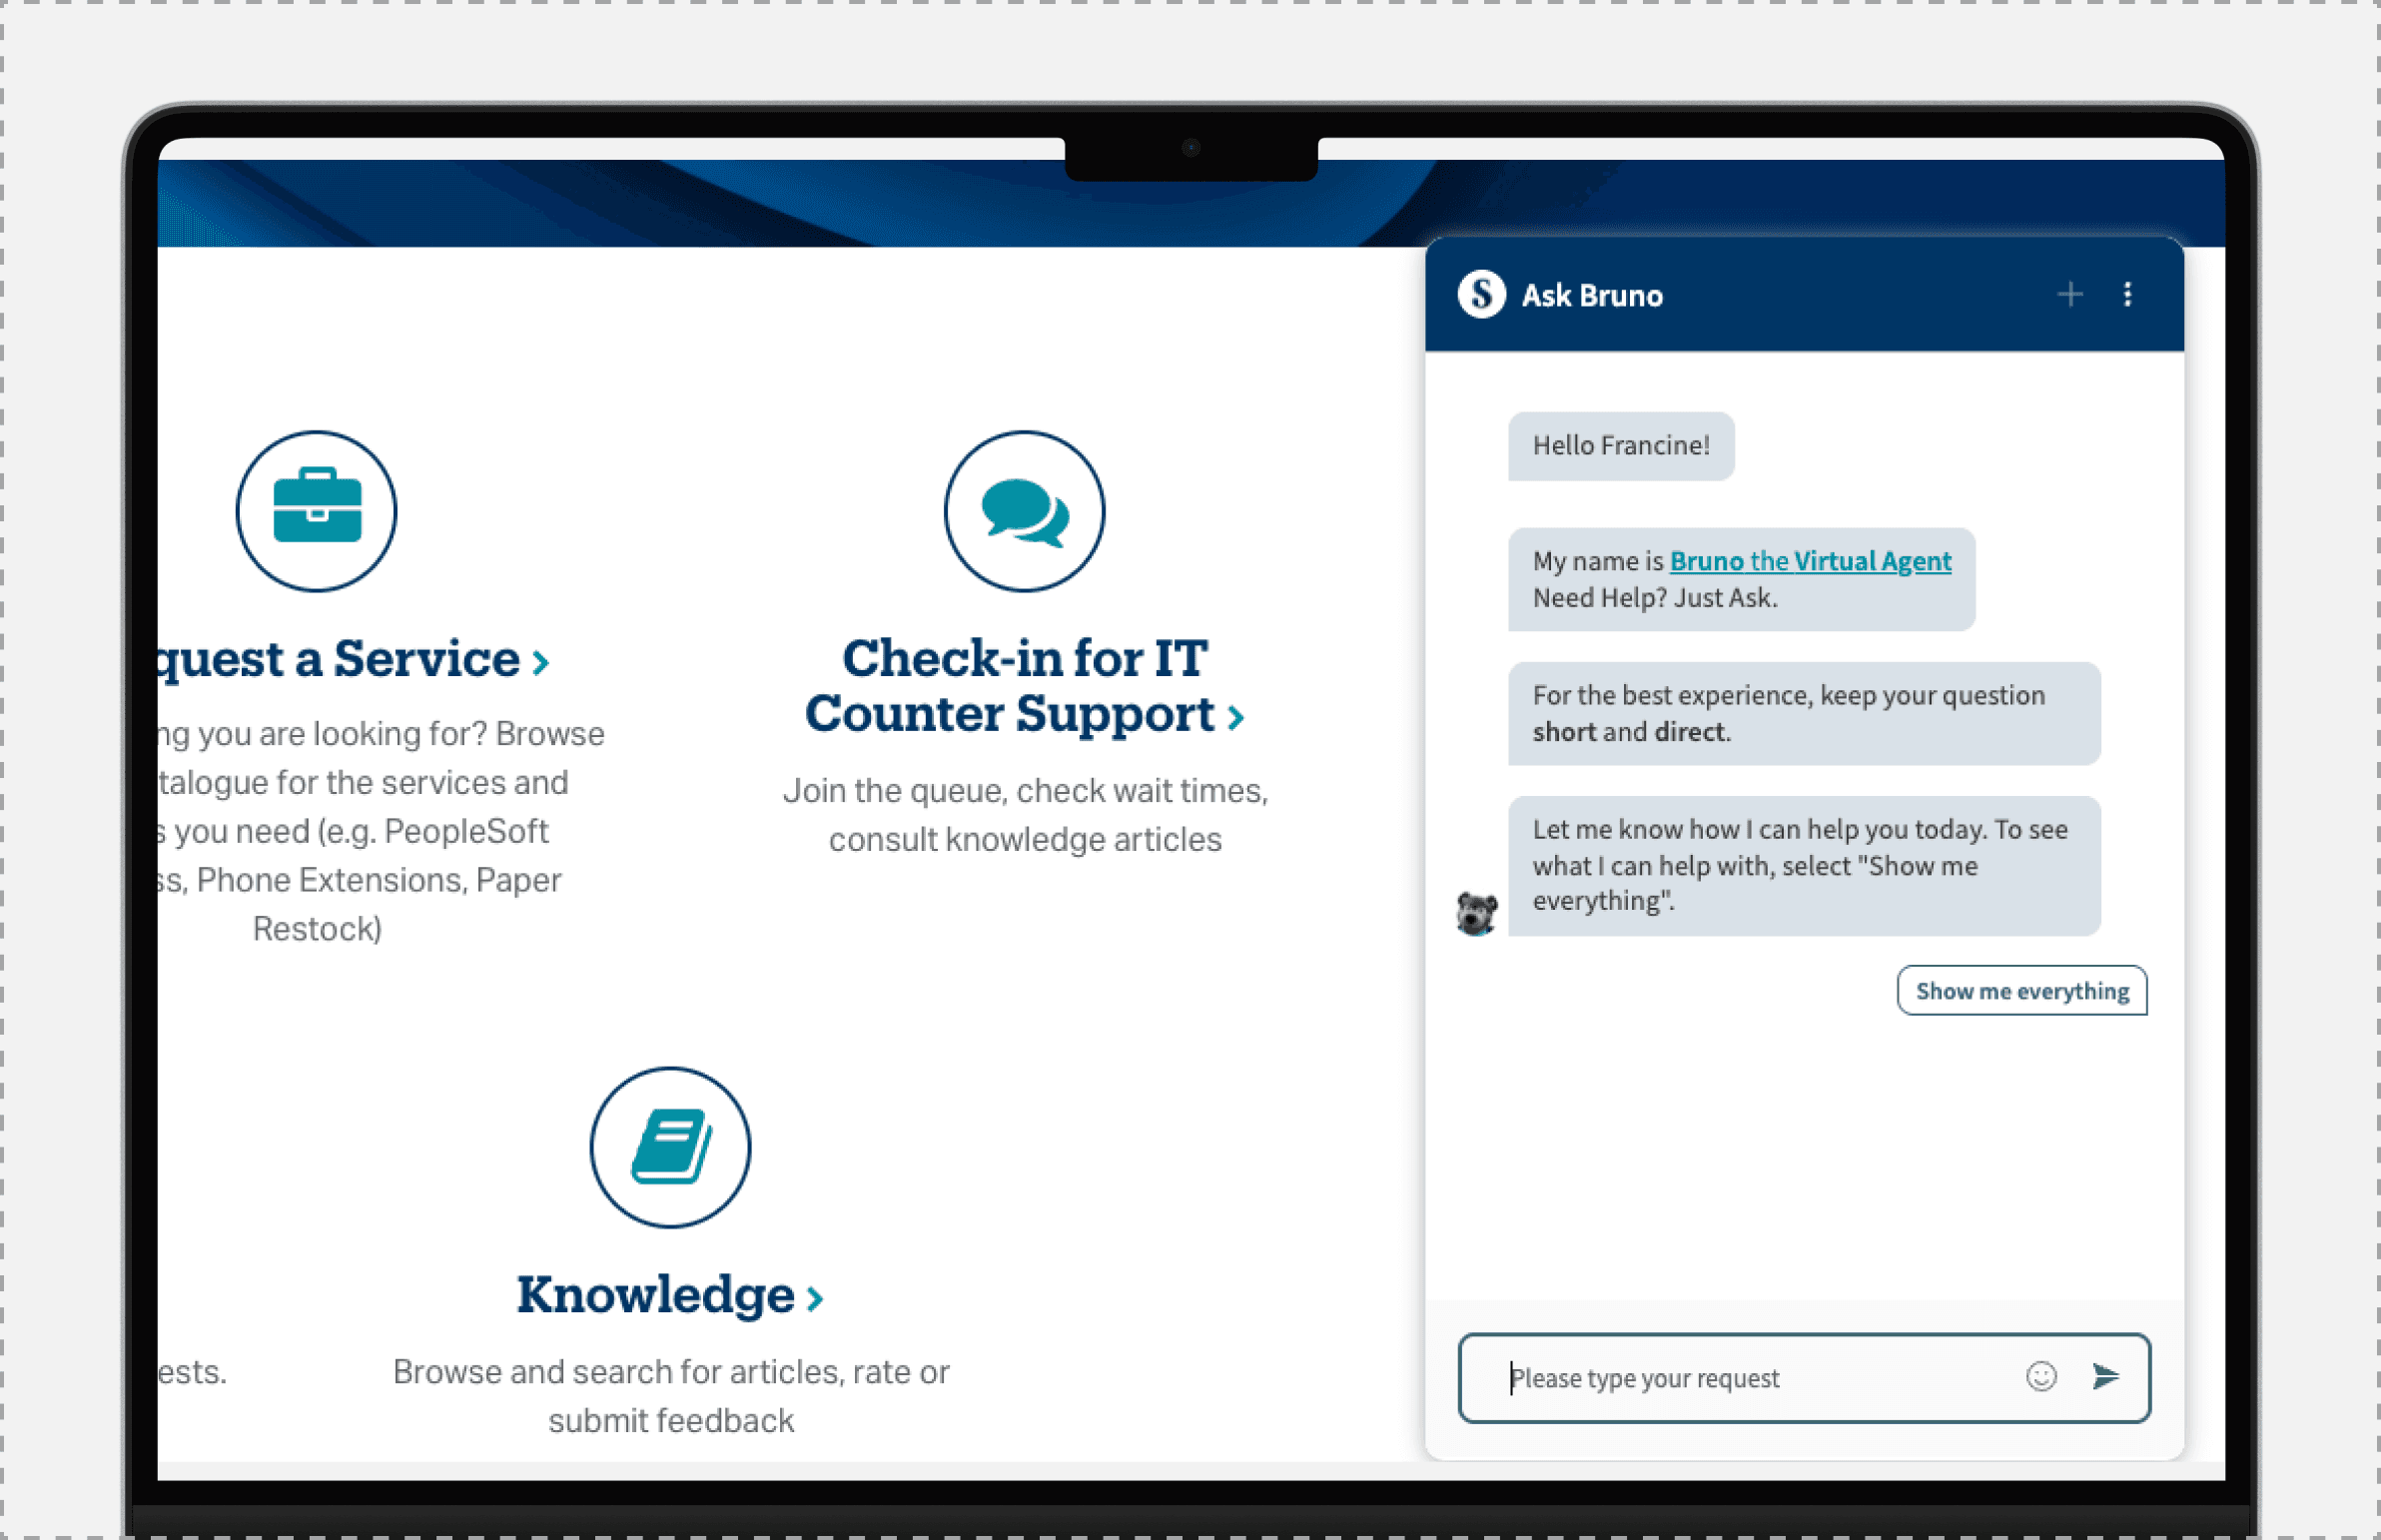 quest a Service
ng you are looking for? Browse
talogue for the services and
s you need (e.g. PeopleSoft
ss, Phone Extensions, Paper
Restock)
Check-in for IT
Counter Support
Join the queue, check wait times,
consult knowledge articles
ests.
Knowledge
Browse and search for articles, rate or
submit feedback
S Ask Bruno
Hello Francine!
My name is Bruno the Virtual Agent
Need Help? Just Ask.
For the best experience, keep your question
short and direct.
Let me know how I can help you today. To see
what I can help with, select "Show me
everything".
Show me everything
Please type your request